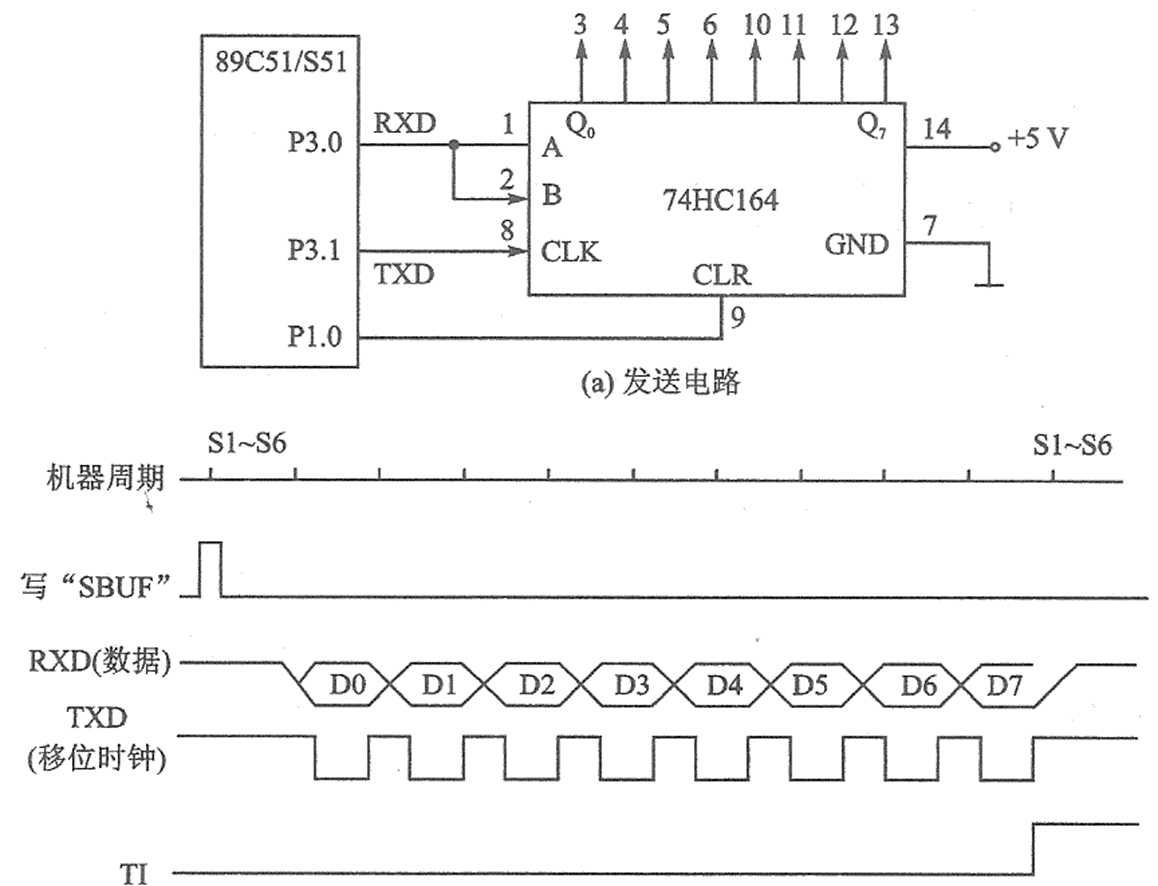 3 4 5 6 10 11 12 13
89C51/S51
P3.0 RXD 1 A Q₀ Q₇ 14 +5 V
2 B 74HC164
P3.1 TXD 8 CLK GND 7
CLR
P1.0 9
(a) 发送电路
S1~S6 S1~S6
机器周期
写“SBUF”
RXD(数据) D0 D1 D2 D3 D4 D5 D6 D7
TXD
(移位时钟)
TI